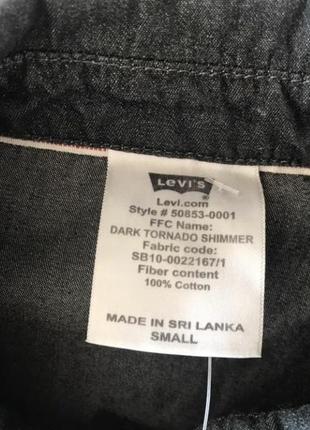 Levi's
®
Levi.com
Style # 50853-0001
FFC Name:
DARK TORNADO SHIMMER
Fabric code:
SB10-0022167/1
Fiber content
100% Cotton
MADE IN SRI LANKA
SMALL